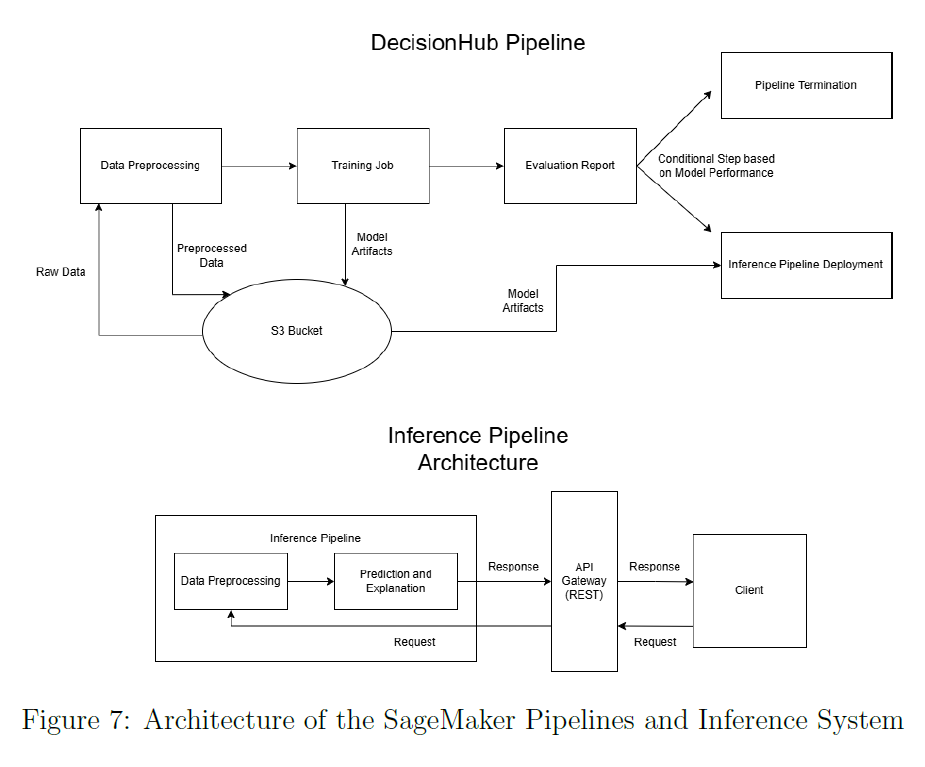 DecisionHub Pipeline
Pipeline Termination
Data Preprocessing
Training Job
Evaluation Report
Conditional Step based
on Model Performance
Preprocessed
Data
Model
Artifacts
Raw Data
Inference Pipeline Deployment
Model
Artifacts
S3 Bucket
Inference Pipeline
Architecture
Inference Pipeline
Data Preprocessing
Prediction and
Explanation
Response
API
Gateway
(REST)
Response
Client
Request
Request
Figure 7: Architecture of the SageMaker Pipelines and Inference System